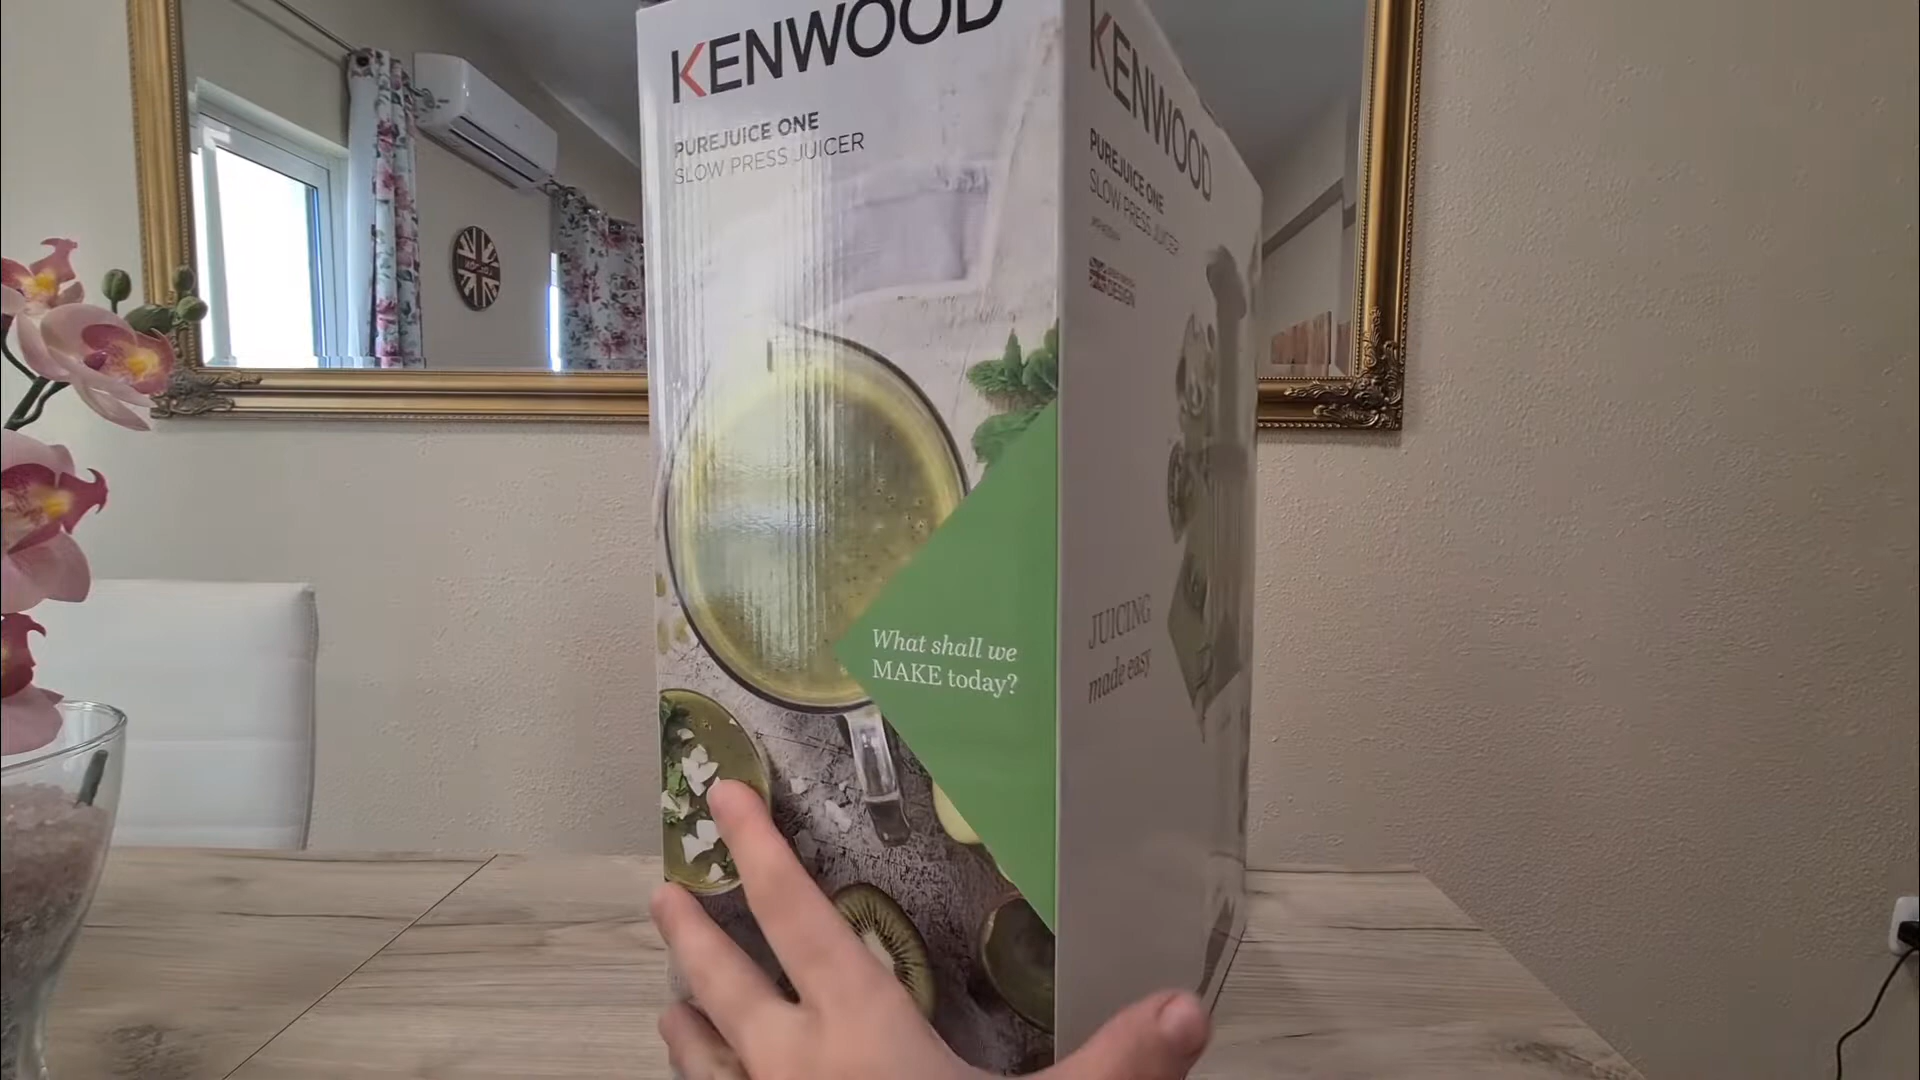 KENWOOD
PUREJUICE ONE
SLOW PRESS JUICER
What shall we
MAKE today?
KENWOOD
PUREJUICE ONE
SLOW PRESS JUICER
DESIGN
JUICING
made easy